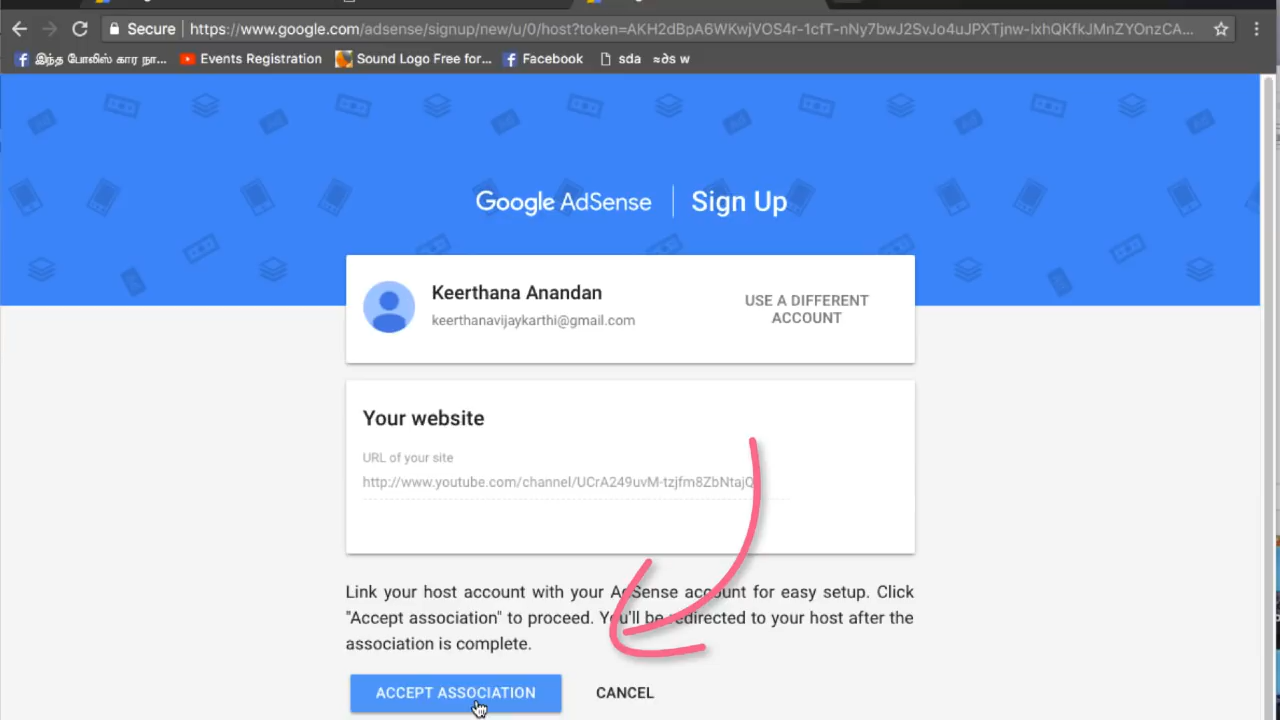 Secure https://www.google.com/adsense/signup/new/u/0/host?token=AKH2dBpA6WKwjVOS4r-1cfT-nNy7bwJ2SvJo4uJPXTjnw-IxhQKfkJMnZYOnzCA...
இந்த போலிஸ் கார நா... Events Registration Sound Logo Free for... Facebook sda w
Google AdSense Sign Up
Keerthana Anandan
keerthanavijaykarthi@gmail.com
USE A DIFFERENT
ACCOUNT
Your website
URL of your site
http://www.youtube.com/channel/UCrA249uvM-tzjfm8ZbNtajQ
Link your host account with your AdSense account for easy setup. Click
"Accept association" to proceed. You'll be redirected to your host after the
association is complete.
ACCEPT ASSOCIATION CANCEL